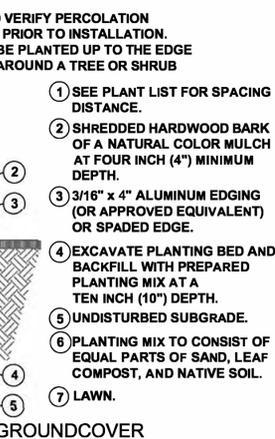 VERIFY PERCOLATION
PRIOR TO INSTALLATION.
BE PLANTED UP TO THE EDGE
AROUND A TREE OR SHRUB
1 SEE PLANT LIST FOR SPACING
DISTANCE.
2 SHREDDED HARDWOOD BARK
OF A NATURAL COLOR MULCH
AT FOUR INCH (4") MINIMUM
DEPTH.
2
3 3/16" x 4" ALUMINUM EDGING
3
(OR APPROVED EQUIVALENT)
OR SPADED EDGE.
4 EXCAVATE PLANTING BED AND
BACKFILL WITH PREPARED
PLANTING MIX AT A
TEN INCH (10") DEPTH.
5 UNDISTURBED SUBGRADE.
6 PLANTING MIX TO CONSIST OF
EQUAL PARTS OF SAND, LEAF
COMPOST, AND NATIVE SOIL.
4
7 LAWN.
5
GROUNDCOVER